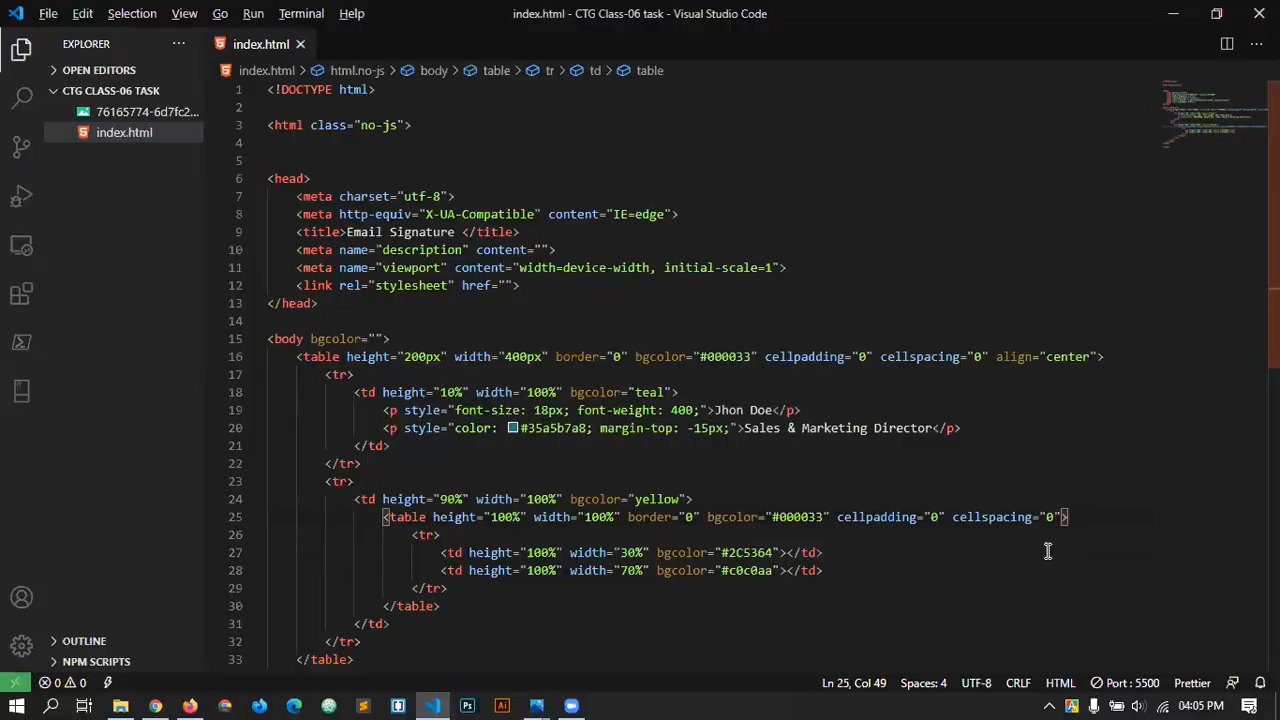 File Edit Selection View Go Run Terminal Help index.html - CTG Class-06 task - Visual Studio Code
EXPLORER ··· index.html
OPEN EDITORS
index.html > html.no-js > body > table > tr > td > table
CTG CLASS-06 TASK
76165774-6d7fc2...
index.html
1 <!DOCTYPE html>
2
3 <html class="no-js">
4
5
6 <head>
7 <meta charset="utf-8">
8 <meta http-equiv="X-UA-Compatible" content="IE=edge">
9 <title>Email Signature </title>
10 <meta name="description" content="">
11 <meta name="viewport" content="width=device-width, initial-scale=1">
12 <link rel="stylesheet" href="">
13 </head>
14
15 <body bgcolor="">
16 <table height="200px" width="400px" border="0" bgcolor="#000033" cellpadding="0" cellspacing="0" align="center">
17 <tr>
18 <td height="10%" width="100%" bgcolor="teal">
19 <p style="font-size: 18px; font-weight: 400;">Jhon Doe</p>
20 <p style="color: #35a5b7a8; margin-top: -15px;">Sales & Marketing Director</p>
21 </td>
22 </tr>
23 <tr>
24 <td height="90%" width="100%" bgcolor="yellow">
25 <table height="100%" width="100%" border="0" bgcolor="#000033" cellpadding="0" cellspacing="0">
26 <tr>
27 <td height="100%" width="30%" bgcolor="#2C5364"></td>
28 <td height="100%" width="70%" bgcolor="#c0c0aa"></td>
29 </tr>
30 </table>
31 </td>
32 </tr>
33 </table>
OUTLINE
NPM SCRIPTS
0 0 Ln 25, Col 49 Spaces: 4 UTF-8 CRLF HTML Port : 5500 Prettier
Ps Ai 04:05 PM